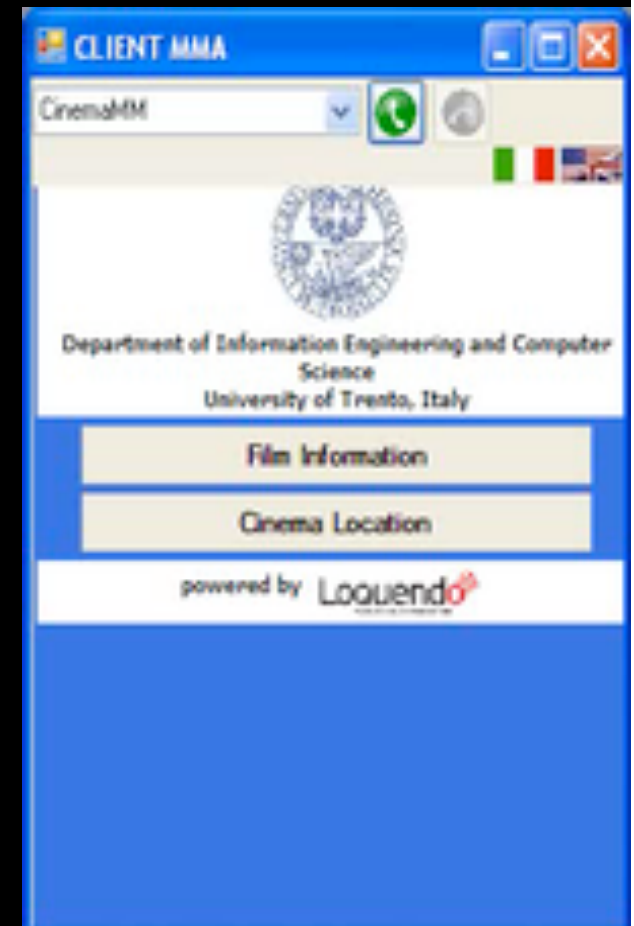 CLIENT MMA
CinemaMM
Department of Information Engineering and Computer
Science
University of Trento, Italy
Film Information
Cinema Location
powered by Loquendo